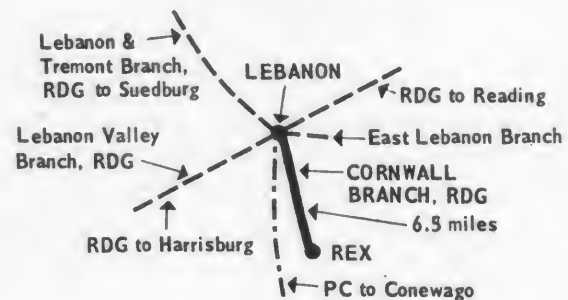 Lebanon &
Tremont Branch,
RDG to Suedburg
LEBANON
RDG to Reading
East Lebanon Branch
Lebanon Valley
Branch, RDG
CORNWALL
BRANCH, RDG
6.5 miles
RDG to Harrisburg
REX
PC to Conewago